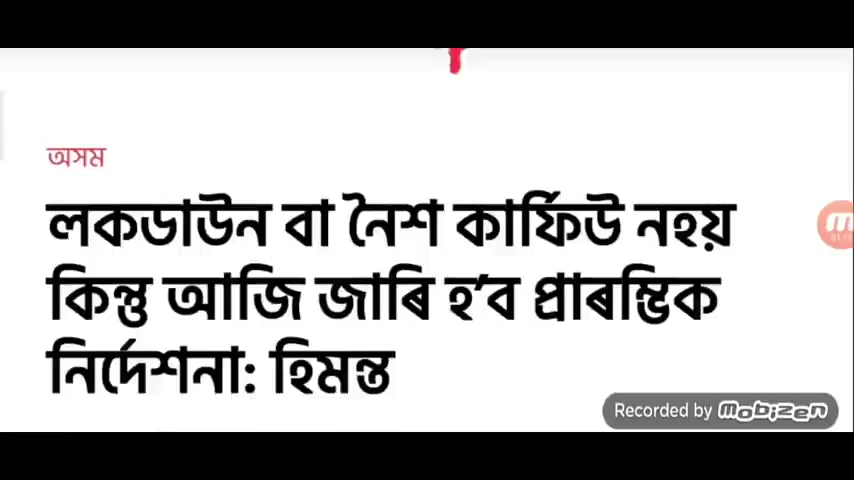 অসম
লকডাউন বা নৈশ কাৰ্ফিউ নহয়
কিন্তু আজি জাৰি হ’ব প্ৰাৰম্ভিক
নিৰ্দেশনা: হিমন্ত
Recorded by mobizen